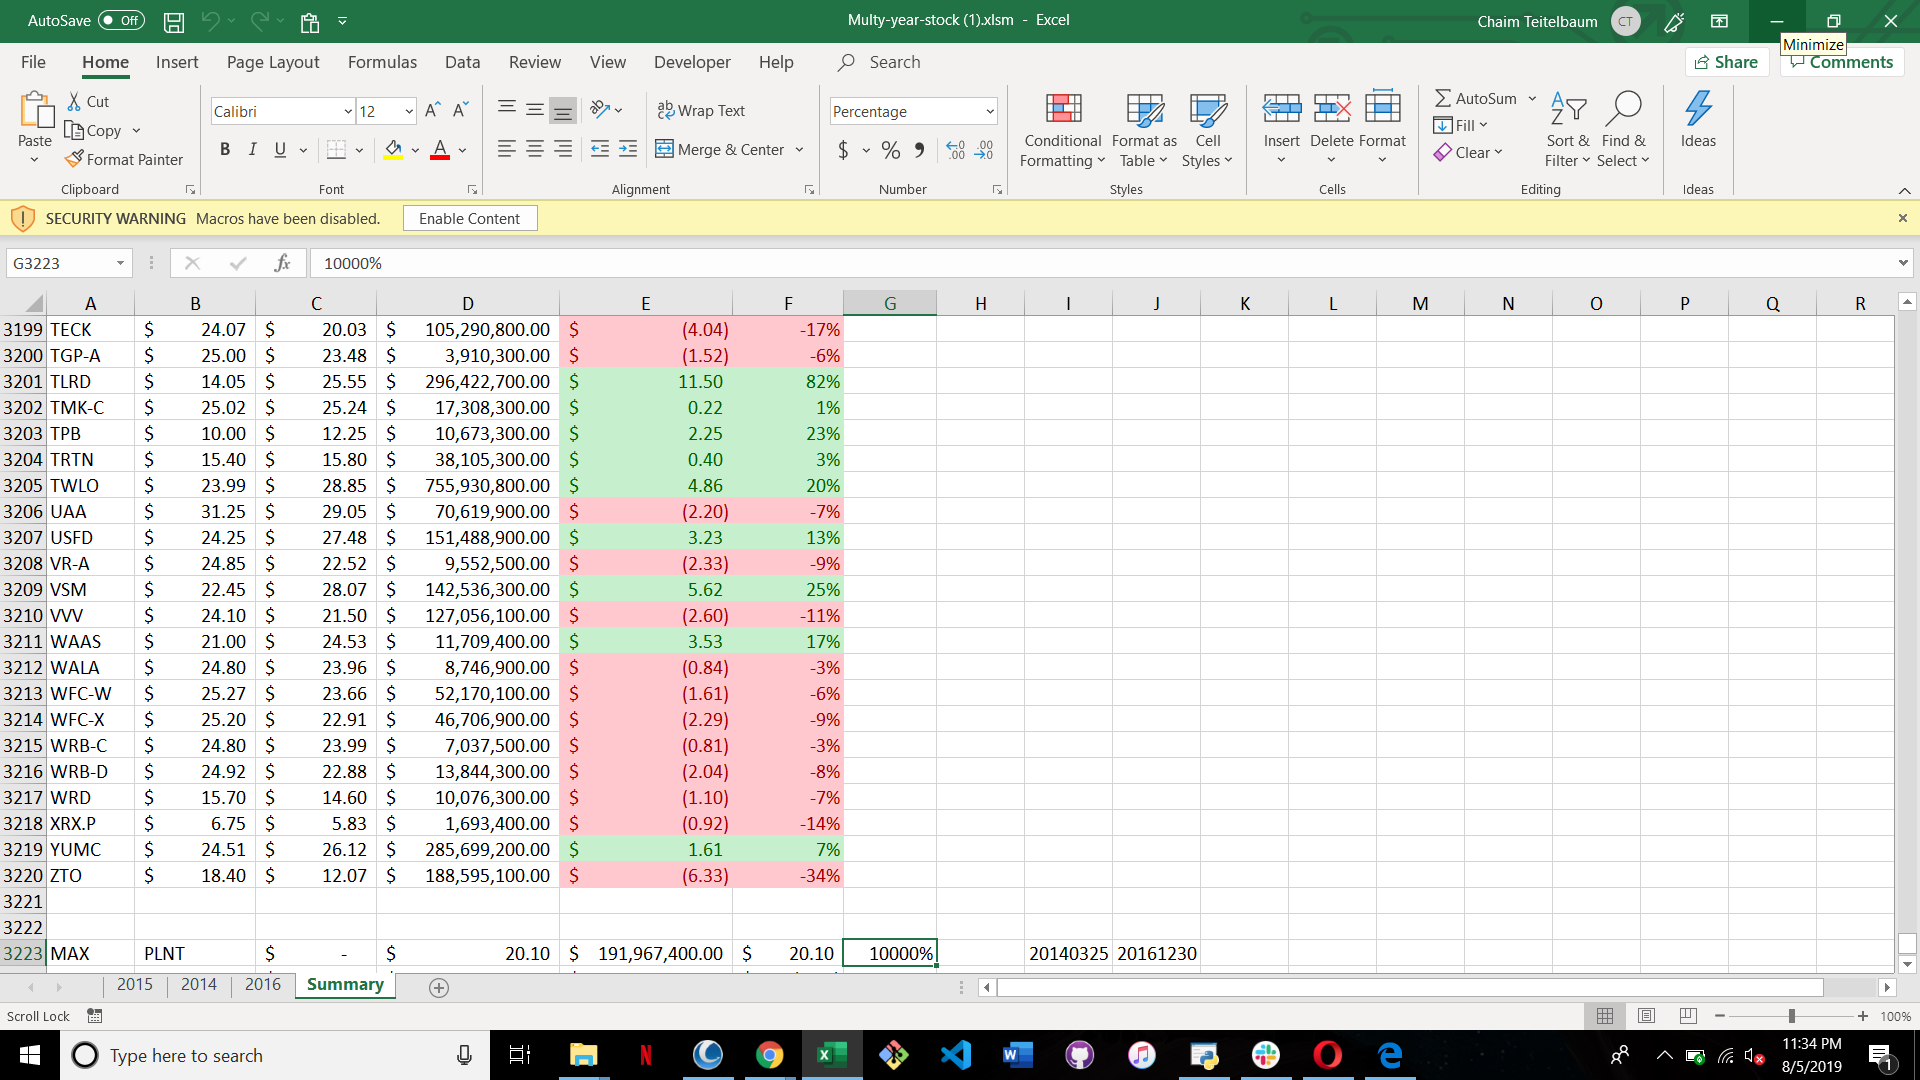 AutoSave Off Multy-year-stock (1).xlsm - Excel Chaim Teitelbaum CT
Minimize
File Home Insert Page Layout Formulas Data Review View Developer Help Search Share Comments
Paste Cut Copy Format Painter
Clipboard
Calibri 12
B I U
Font
Wrap Text
Merge & Center
Alignment
Percentage
$ % , .00 .00
Number
Conditional Formatting Format as Table Cell Styles
Styles
Insert Delete Format
Cells
AutoSum Fill Clear Sort & Filter Find & Select
Editing
Ideas
Ideas
SECURITY WARNING Macros have been disabled. Enable Content
G3223 fx 10000%
A B C D E F G H I J K L M N O P Q R
3199 TECK $ 24.07 $ 20.03 $ 105,290,800.00 $ (4.04) -17%
3200 TGP-A $ 25.00 $ 23.48 $ 3,910,300.00 $ (1.52) -6%
3201 TLRD $ 14.05 $ 25.55 $ 296,422,700.00 $ 11.50 82%
3202 TMK-C $ 25.02 $ 25.24 $ 17,308,300.00 $ 0.22 1%
3203 TPB $ 10.00 $ 12.25 $ 10,673,300.00 $ 2.25 23%
3204 TRTN $ 15.40 $ 15.80 $ 38,105,300.00 $ 0.40 3%
3205 TWLO $ 23.99 $ 28.85 $ 755,930,800.00 $ 4.86 20%
3206 UAA $ 31.25 $ 29.05 $ 70,619,900.00 $ (2.20) -7%
3207 USFD $ 24.25 $ 27.48 $ 151,488,900.00 $ 3.23 13%
3208 VR-A $ 24.85 $ 22.52 $ 9,552,500.00 $ (2.33) -9%
3209 VSM $ 22.45 $ 28.07 $ 142,536,300.00 $ 5.62 25%
3210 VVV $ 24.10 $ 21.50 $ 127,056,100.00 $ (2.60) -11%
3211 WAAS $ 21.00 $ 24.53 $ 11,709,400.00 $ 3.53 17%
3212 WALA $ 24.80 $ 23.96 $ 8,746,900.00 $ (0.84) -3%
3213 WFC-W $ 25.27 $ 23.66 $ 52,170,100.00 $ (1.61) -6%
3214 WFC-X $ 25.20 $ 22.91 $ 46,706,900.00 $ (2.29) -9%
3215 WRB-C $ 24.80 $ 23.99 $ 7,037,500.00 $ (0.81) -3%
3216 WRB-D $ 24.92 $ 22.88 $ 13,844,300.00 $ (2.04) -8%
3217 WRD $ 15.70 $ 14.60 $ 10,076,300.00 $ (1.10) -7%
3218 XRX.P $ 6.75 $ 5.83 $ 1,693,400.00 $ (0.92) -14%
3219 YUMC $ 24.51 $ 26.12 $ 285,699,200.00 $ 1.61 7%
3220 ZTO $ 18.40 $ 12.07 $ 188,595,100.00 $ (6.33) -34%
3221
3222
3223 MAX PLNT $ - $ 20.10 $ 191,967,400.00 $ 20.10 10000% 20140325 20161230
2015 2014 2016 Summary
Scroll Lock 100%
Type here to search
11:34 PM
8/5/2019
1